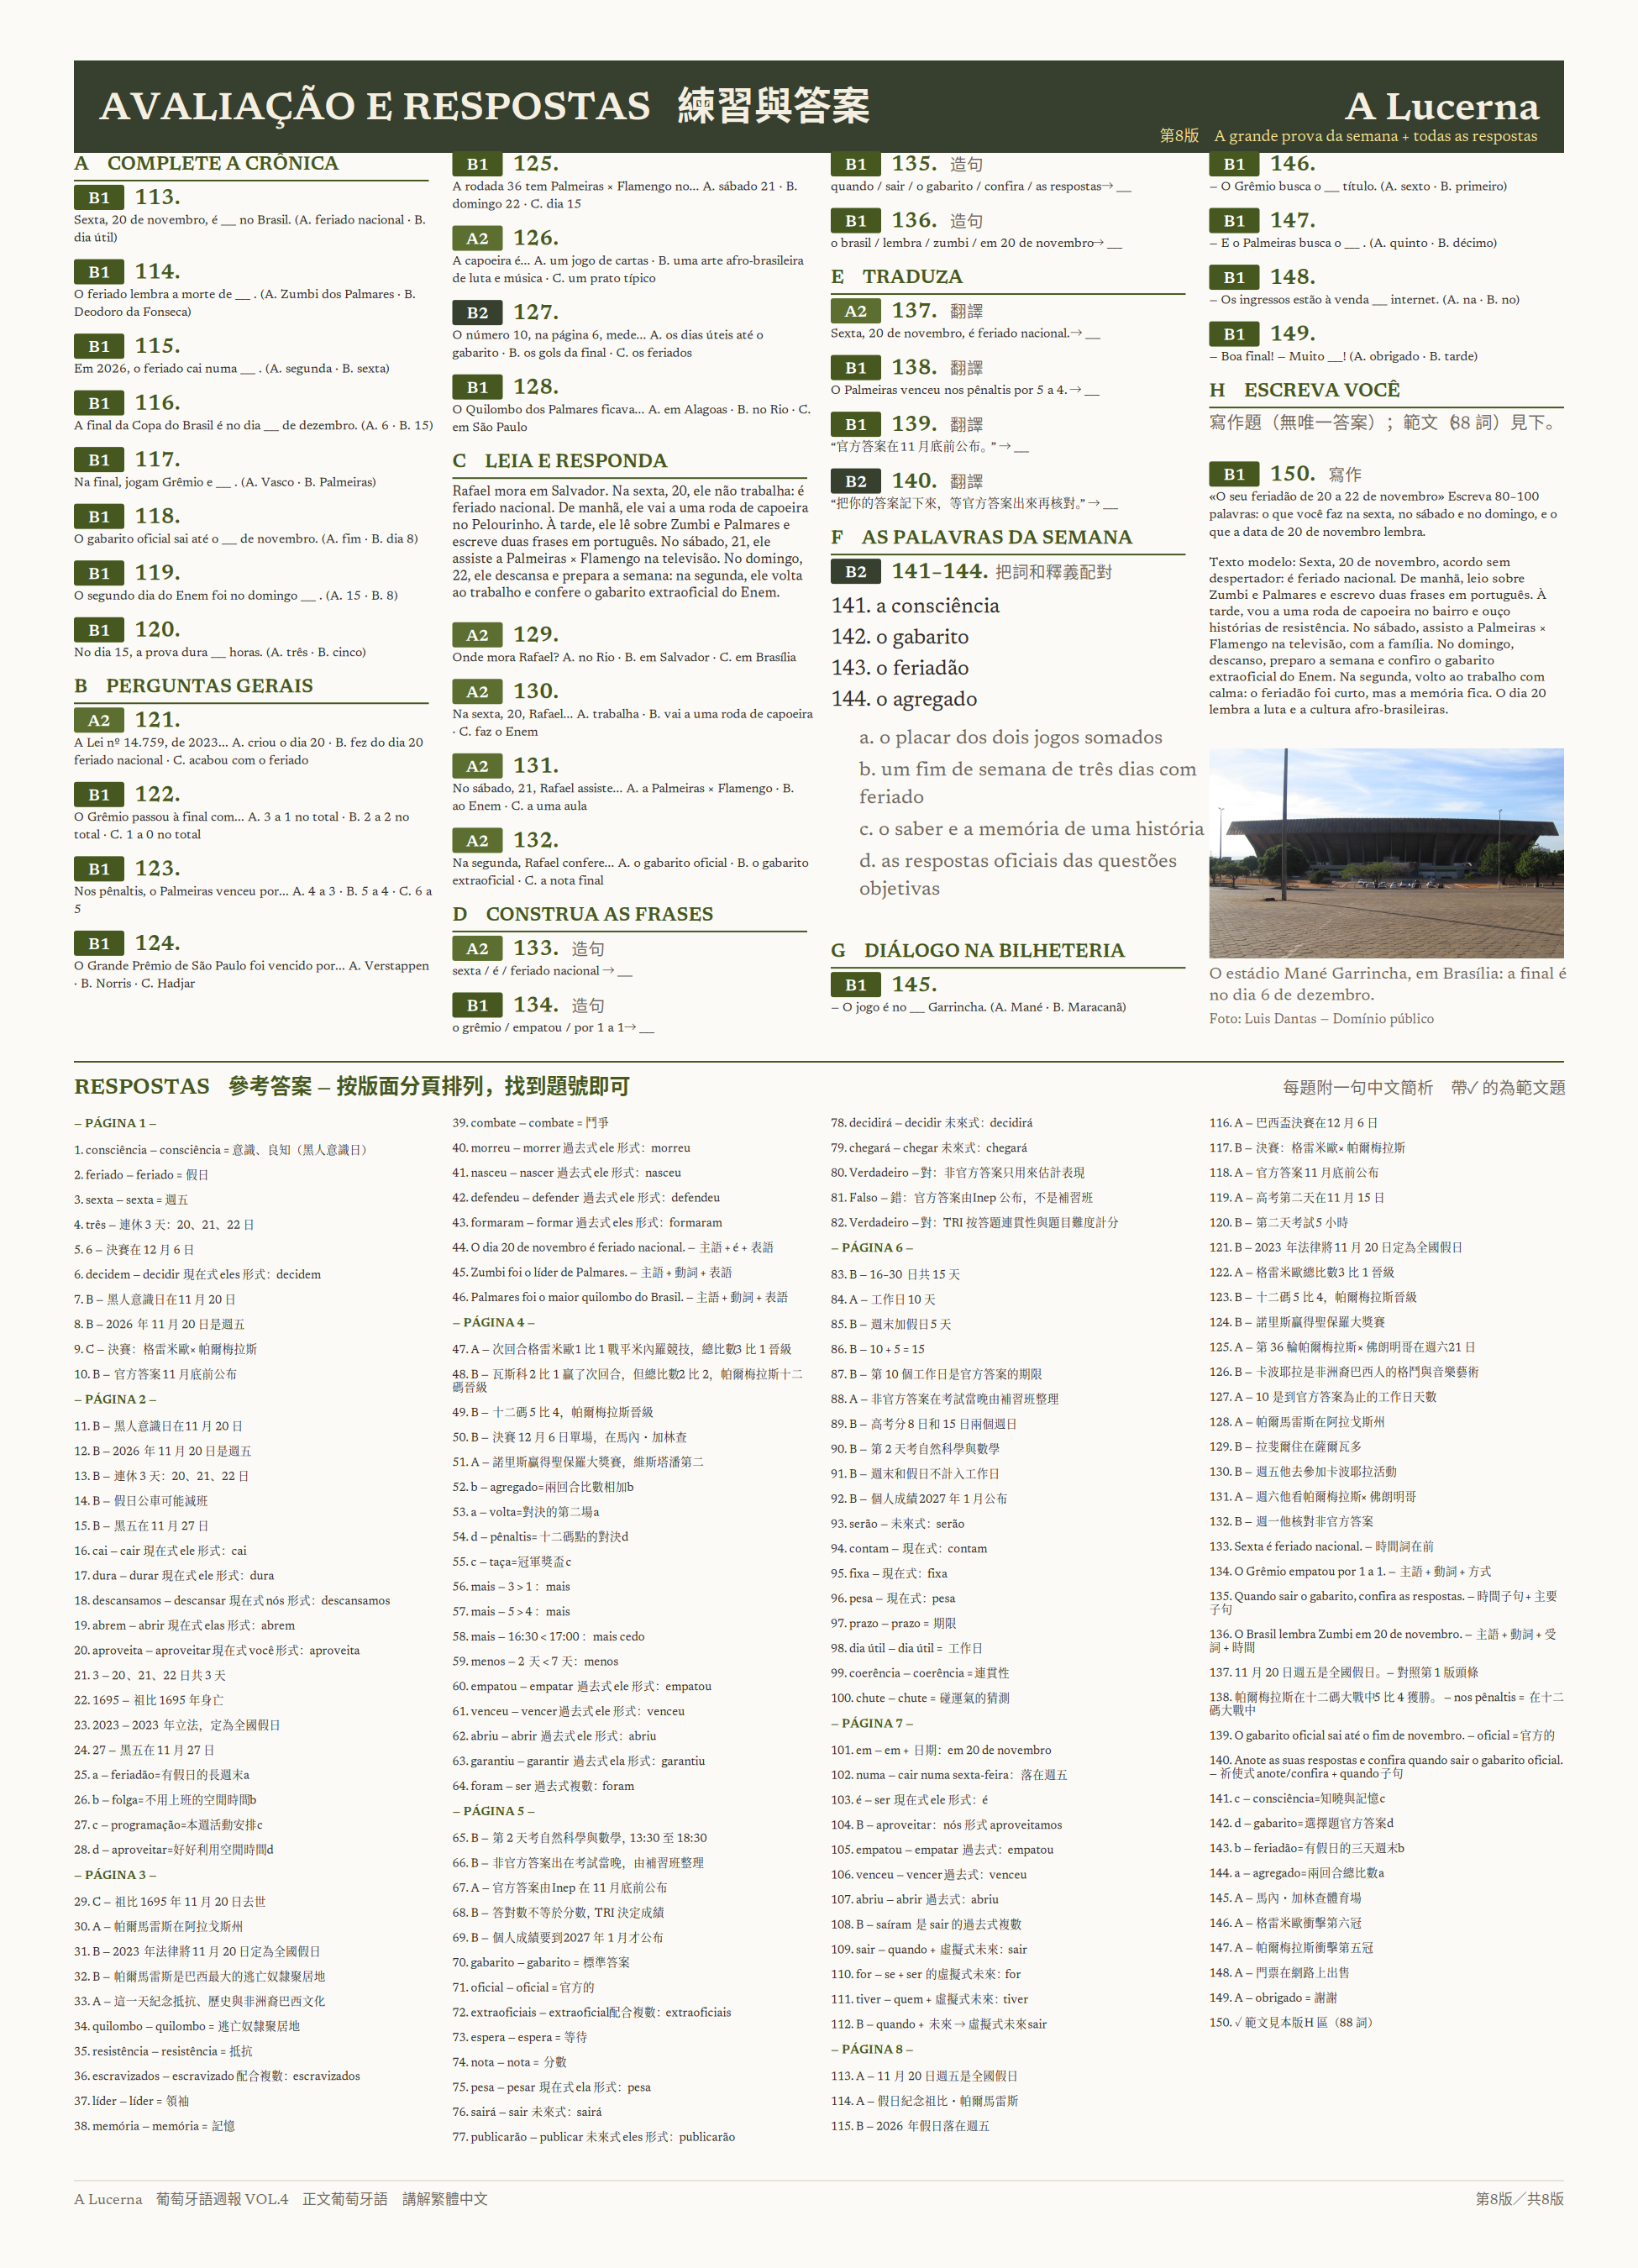 AVALIAÇÃO E RESPOSTAS 練習與答案
A Lucerna
第8版 A grande prova da semana + todas as respostas
A COMPLETE A CRÔNICA
B1 113.
Sexta, 20 de novembro, é __ no Brasil. (A. feriado nacional · B.
dia útil)
B1 114.
O feriado lembra a morte de __ . (A. Zumbi dos Palmares · B.
Deodoro da Fonseca)
B1 115.
Em 2026, o feriado cai numa __ . (A. segunda · B. sexta)
B1 116.
A final da Copa do Brasil é no dia __ de dezembro. (A. 6 · B. 15)
B1 117.
Na final, jogam Grêmio e __ . (A. Vasco · B. Palmeiras)
B1 118.
O gabarito oficial sai até o __ de novembro. (A. fim · B. dia 8)
B1 119.
O segundo dia do Enem foi no domingo __ . (A. 15 · B. 8)
B1 120.
No dia 15, a prova dura __ horas. (A. três · B. cinco)
B PERGUNTAS GERAIS
A2 121.
A Lei nº 14.759, de 2023... A. criou o dia 20 · B. fez do dia 20
feriado nacional · C. acabou com o feriado
B1 122.
O Grêmio passou à final com... A. 3 a 1 no total · B. 2 a 2 no
total · C. 1 a 0 no total
B1 123.
Nos pênaltis, o Palmeiras venceu por... A. 4 a 3 · B. 5 a 4 · C. 6 a
5
B1 124.
O Grande Prêmio de São Paulo foi vencido por... A. Verstappen
· B. Norris · C. Hadjar
B1 125.
A rodada 36 tem Palmeiras × Flamengo no... A. sábado 21 · B.
domingo 22 · C. dia 15
A2 126.
A capoeira é... A. um jogo de cartas · B. uma arte afro-brasileira
de luta e música · C. um prato típico
B2 127.
O número 10, na página 6, mede... A. os dias úteis até o
gabarito · B. os gols da final · C. os feriados
B1 128.
O Quilombo dos Palmares ficava... A. em Alagoas · B. no Rio · C.
em São Paulo
C LEIA E RESPONDA
Rafael mora em Salvador. Na sexta, 20, ele não trabalha: é
feriado nacional. De manhã, ele vai a uma roda de capoeira
no Pelourinho. À tarde, ele lê sobre Zumbi e Palmares e
escreve duas frases em português. No sábado, 21, ele
assiste a Palmeiras × Flamengo na televisão. No domingo,
22, ele descansa e prepara a semana: na segunda, ele volta
ao trabalho e confere o gabarito extraoficial do Enem.
A2 129.
Onde mora Rafael? A. no Rio · B. em Salvador · C. em Brasília
A2 130.
Na sexta, 20, Rafael... A. trabalha · B. vai a uma roda de capoeira
· C. faz o Enem
A2 131.
No sábado, 21, Rafael assiste... A. a Palmeiras × Flamengo · B.
ao Enem · C. a uma aula
A2 132.
Na segunda, Rafael confere... A. o gabarito oficial · B. o gabarito
extraoficial · C. a nota final
D CONSTRUA AS FRASES
A2 133. 造句
sexta / é / feriado nacional → __
B1 134. 造句
o grêmio / empatou / por 1 a 1→ __
B1 135. 造句
quando / sair / o gabarito / confira / as respostas→ __
B1 136. 造句
o brasil / lembra / zumbi / em 20 de novembro→ __
E TRADUZA
A2 137. 翻譯
Sexta, 20 de novembro, é feriado nacional.→ __
B1 138. 翻譯
O Palmeiras venceu nos pênaltis por 5 a 4.→ __
B1 139. 翻譯
“官方答案在11月底前公布。” → __
B2 140. 翻譯
“把你的答案記下來，等官方答案出來再核對。” → __
F AS PALAVRAS DA SEMANA
B2 141–144. 把詞和釋義配對
141. a consciência
142. o gabarito
143. o feriadão
144. o agregado
a. o placar dos dois jogos somados
b. um fim de semana de três dias com
feriado
c. o saber e a memória de uma história
d. as respostas oficiais das questões
objetivas
G DIÁLOGO NA BILHETERIA
B1 145.
— O jogo é no __ Garrincha. (A. Mané · B. Maracanã)
B1 146.
— O Grêmio busca o __ título. (A. sexto · B. primeiro)
B1 147.
— E o Palmeiras busca o __ . (A. quinto · B. décimo)
B1 148.
— Os ingressos estão à venda __ internet. (A. na · B. no)
B1 149.
— Boa final! — Muito __! (A. obrigado · B. tarde)
H ESCREVA VOCÊ
寫作題（無唯一答案）；範文（88 詞）見下。
B1 150. 寫作
«O seu feriadão de 20 a 22 de novembro» Escreva 80–100
palavras: o que você faz na sexta, no sábado e no domingo, e o
que a data de 20 de novembro lembra.
Texto modelo: Sexta, 20 de novembro, acordo sem
despertador: é feriado nacional. De manhã, leio sobre
Zumbi e Palmares e escrevo duas frases em português. À
tarde, vou a uma roda de capoeira no bairro e ouço
histórias de resistência. No sábado, assisto a Palmeiras ×
Flamengo na televisão, com a família. No domingo,
descanso, preparo a semana e confiro o gabarito
extraoficial do Enem. Na segunda, volto ao trabalho com
calma: o feriadão foi curto, mas a memória fica. O dia 20
lembra a luta e a cultura afro-brasileiras.
O estádio Mané Garrincha, em Brasília: a final é
no dia 6 de dezembro.
Foto: Luis Dantas — Domínio público
RESPOSTAS 參考答案 — 按版面分頁排列，找到題號即可
每題附一句中文簡析 帶✓ 的為範文題
— PÁGINA 1 —
1. consciência — consciência = 意識、良知（黑人意識日）
2. feriado — feriado = 假日
3. sexta — sexta = 週五
4. três — 連休 3 天：20、21、22 日
5. 6 — 決賽在12 月 6 日
6. decidem — decidir 現在式 eles 形式：decidem
7. B — 黑人意識日在11 月 20 日
8. B — 2026 年 11 月 20 日是週五
9. C — 決賽：格雷米歐× 帕爾梅拉斯
10. B — 官方答案11 月底前公布
— PÁGINA 2 —
11. B — 黑人意識日在11 月 20 日
12. B — 2026 年 11 月 20 日是週五
13. B — 連休 3 天：20、21、22 日
14. B — 假日公車可能減班
15. B — 黑五在11 月 27 日
16. cai — cair 現在式 ele 形式：cai
17. dura — durar 現在式 ele 形式：dura
18. descansamos — descansar 現在式 nós 形式：descansamos
19. abrem — abrir 現在式 elas 形式：abrem
20. aproveita — aproveitar 現在式 você 形式：aproveita
21. 3 — 20、21、22 日共 3 天
22. 1695 — 祖比 1695 年身亡
23. 2023 — 2023 年立法，定為全國假日
24. 27 — 黑五在11 月 27 日
25. a — feriadão=有假日的長週末a
26. b — folga=不用上班的空閒時間b
27. c — programação=本週活動安排c
28. d — aproveitar=好好利用空閒時間d
— PÁGINA 3 —
29. C — 祖比 1695 年 11 月 20 日去世
30. A — 帕爾馬雷斯在阿拉戈斯州
31. B — 2023 年法律將11 月 20 日定為全國假日
32. B — 帕爾馬雷斯是巴西最大的逃亡奴隸聚居地
33. A — 這一天紀念抵抗、歷史與非洲裔巴西文化
34. quilombo — quilombo = 逃亡奴隸聚居地
35. resistência — resistência = 抵抗
36. escravizados — escravizado 配合複數：escravizados
37. líder — líder = 領袖
38. memória — memória = 記憶
39. combate — combate = 鬥爭
40. morreu — morrer 過去式 ele 形式：morreu
41. nasceu — nascer 過去式 ele 形式：nasceu
42. defendeu — defender 過去式 ele 形式：defendeu
43. formaram — formar 過去式 eles 形式：formaram
44. O dia 20 de novembro é feriado nacional. — 主語 + é + 表語
45. Zumbi foi o líder de Palmares. — 主語 + 動詞 + 表語
46. Palmares foi o maior quilombo do Brasil. — 主語 + 動詞 + 表語
— PÁGINA 4 —
47. A — 次回合格雷米歐1 比 1 戰平米內羅競技，總比數3 比 1 晉級
48. B — 瓦斯科 2 比 1 贏了次回合，但總比數2 比 2，帕爾梅拉斯十二
碼晉級
49. B — 十二碼 5 比 4，帕爾梅拉斯晉級
50. B — 決賽 12 月 6 日單場，在馬內・加林查
51. A — 諾里斯贏得聖保羅大獎賽，維斯塔潘第二
52. b — agregado=兩回合比數相加b
53. a — volta=對決的第二場a
54. d — pênaltis=十二碼點的對決d
55. c — taça=冠軍獎盃c
56. mais — 3 > 1： mais
57. mais — 5 > 4： mais
58. mais — 16:30 < 17:00： mais cedo
59. menos — 2 天 < 7 天： menos
60. empatou — empatar 過去式 ele 形式：empatou
61. venceu — vencer 過去式 ele 形式：venceu
62. abriu — abrir 過去式 ele 形式：abriu
63. garantiu — garantir 過去式 ela 形式：garantiu
64. foram — ser 過去式複數：foram
— PÁGINA 5 —
65. B — 第 2 天考自然科學與數學，13:30 至 18:30
66. B — 非官方答案出在考試當晚，由補習班整理
67. A — 官方答案由Inep 在 11 月底前公布
68. B — 答對數不等於分數，TRI 決定成績
69. B — 個人成績要到2027 年 1 月才公布
70. gabarito — gabarito = 標準答案
71. oficial — oficial = 官方的
72. extraoficiais — extraoficial配合複數：extraoficiais
73. espera — espera = 等待
74. nota — nota = 分數
75. pesa — pesar 現在式 ela 形式：pesa
76. sairá — sair 未來式：sairá
77. publicarão — publicar 未來式 eles 形式：publicarão
78. decidirá — decidir 未來式：decidirá
79. chegará — chegar 未來式：chegará
80. Verdadeiro — 對：非官方答案只用來估計表現
81. Falso — 錯：官方答案由Inep 公布，不是補習班
82. Verdadeiro — 對：TRI 按答題連貫性與題目難度計分
— PÁGINA 6 —
83. B — 16–30 日共 15 天
84. A — 工作日 10 天
85. B — 週末加假日5 天
86. B — 10 + 5 = 15
87. B — 第 10 個工作日是官方答案的期限
88. A — 非官方答案在考試當晚由補習班整理
89. B — 高考分 8 日和 15 日兩個週日
90. B — 第 2 天考自然科學與數學
91. B — 週末和假日不計入工作日
92. B — 個人成績2027 年 1 月公布
93. serão — 未來式：serão
94. contam — 現在式：contam
95. fixa — 現在式：fixa
96. pesa — 現在式：pesa
97. prazo — prazo = 期限
98. dia útil — dia útil = 工作日
99. coerência — coerência = 連貫性
100. chute — chute = 碰運氣的猜測
— PÁGINA 7 —
101. em — em + 日期：em 20 de novembro
102. numa — cair numa sexta-feira：落在週五
103. é — ser 現在式 ele 形式：é
104. B — aproveitar：nós 形式 aproveitamos
105. empatou — empatar 過去式：empatou
106. venceu — vencer 過去式：venceu
107. abriu — abrir 過去式：abriu
108. B — saíram 是 sair 的過去式複數
109. sair — quando + 虛擬式未來：sair
110. for — se + ser 的虛擬式未來：for
111. tiver — quem + 虛擬式未來：tiver
112. B — quando + 未來 → 虛擬式未來sair
— PÁGINA 8 —
113. A — 11 月 20 日週五是全國假日
114. A — 假日紀念祖比・帕爾馬雷斯
115. B — 2026 年假日落在週五
116. A — 巴西盃決賽在12 月 6 日
117. B — 決賽：格雷米歐× 帕爾梅拉斯
118. A — 官方答案 11 月底前公布
119. A — 高考第二天在11 月 15 日
120. B — 第二天考試5 小時
121. B — 2023 年法律將 11 月 20 日定為全國假日
122. A — 格雷米歐總比數3 比 1 晉級
123. B — 十二碼 5 比 4，帕爾梅拉斯晉級
124. B — 諾里斯贏得聖保羅大獎賽
125. A — 第 36 輪帕爾梅拉斯× 佛朗明哥在週六21 日
126. B — 卡波耶拉是非洲裔巴西人的格鬥與音樂藝術
127. A — 10 是到官方答案為止的工作日天數
128. A — 帕爾馬雷斯在阿拉戈斯州
129. B — 拉斐爾住在薩爾瓦多
130. B — 週五他去參加卡波耶拉活動
131. A — 週六他看帕爾梅拉斯× 佛朗明哥
132. B — 週一他核對非官方答案
133. Sexta é feriado nacional. — 時間詞在前
134. O Grêmio empatou por 1 a 1. — 主語 + 動詞 + 方式
135. Quando sair o gabarito, confira as respostas. — 時間子句 + 主要
子句
136. O Brasil lembra Zumbi em 20 de novembro. — 主語 + 動詞 + 受
詞 + 時間
137. 11 月 20 日週五是全國假日。— 對照第 1 版頭條
138. 帕爾梅拉斯在十二碼大戰中5 比 4 獲勝。 — nos pênaltis = 在十二
碼大戰中
139. O gabarito oficial sai até o fim de novembro. — oficial = 官方的
140. Anote as suas respostas e confira quando sair o gabarito oficial.
— 祈使式 anote/confira + quando 子句
141. c — consciência=知曉與記憶c
142. d — gabarito=選擇題官方答案d
143. b — feriadão=有假日的三天週末b
144. a — agregado=兩回合總比數a
145. A — 馬內・加林查體育場
146. A — 格雷米歐衝擊第六冠
147. A — 帕爾梅拉斯衝擊第五冠
148. A — 門票在網路上出售
149. A — obrigado = 謝謝
150. ✓ 範文見本版 H 區（88 詞）
A Lucerna 葡萄牙語週報 VOL.4 正文葡萄牙語 講解繁體中文
第8版／共8版